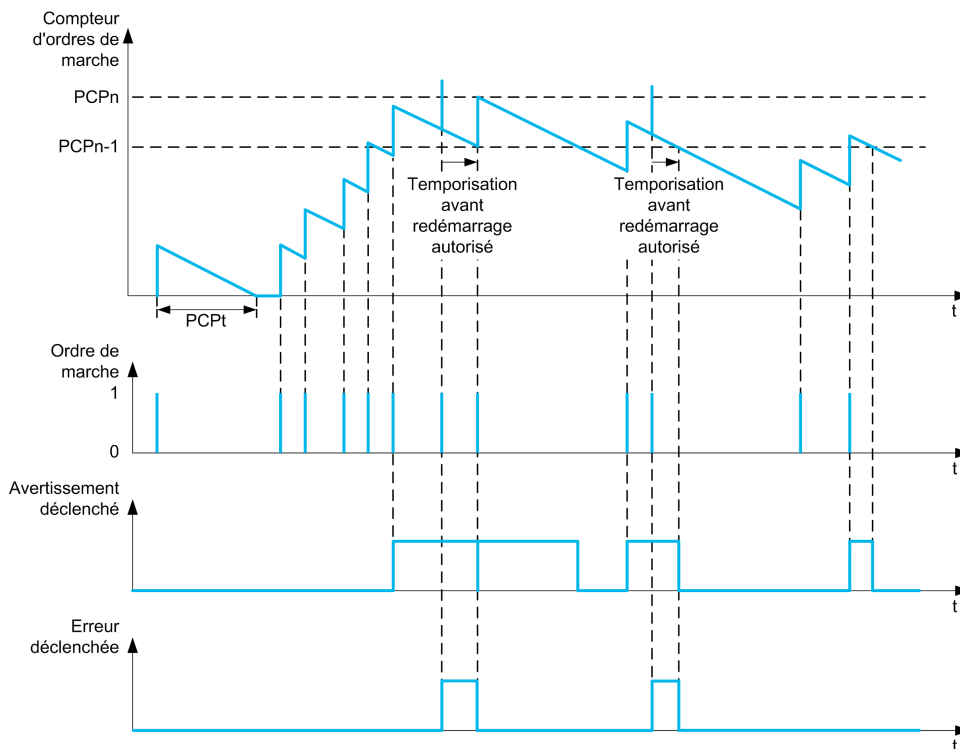 Compteur
d'ordres de
marche
PCPn
PCPn-1
Temporisation
avant
redémarrage
autorisé
Temporisation
avant
redémarrage
autorisé
PCPt
t
Ordre de
marche
1
0
t
Avertissement
déclenché
t
Erreur
déclenchée
t